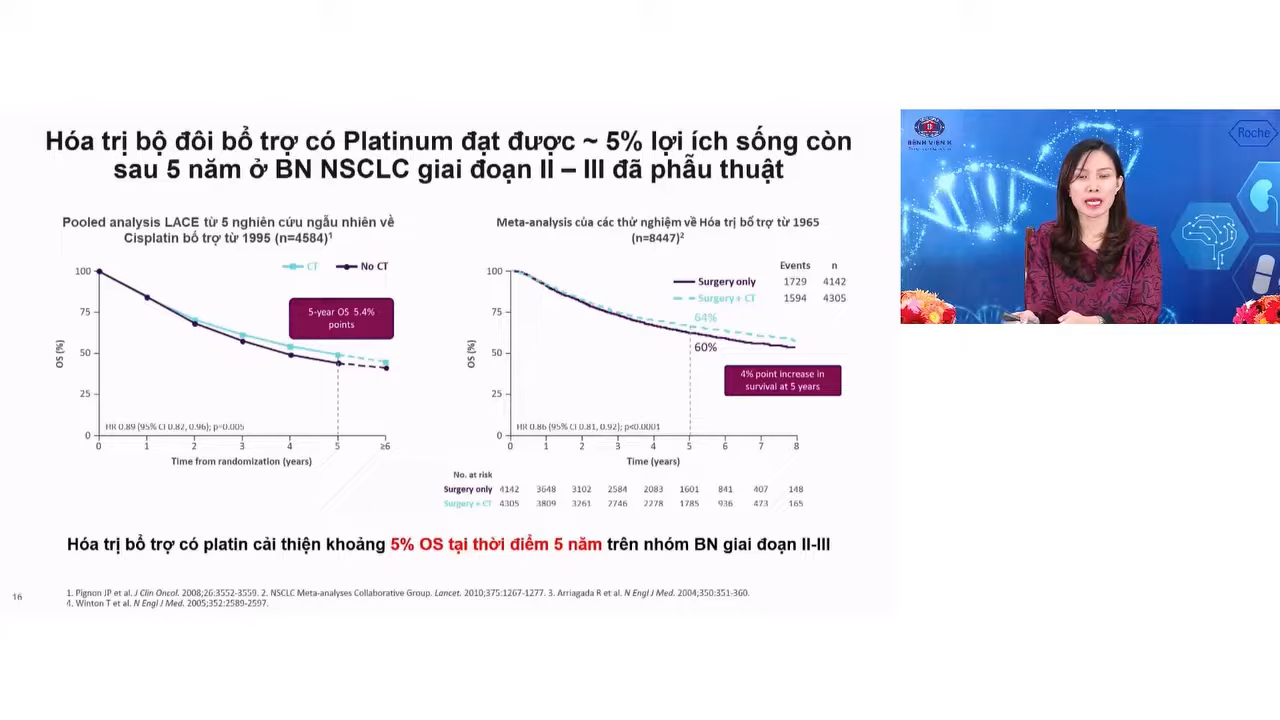 Hóa trị bộ đôi bổ trợ có Platinum đạt được ~ 5% lợi ích sống còn
sau 5 năm ở BN NSCLC giai đoạn II – III đã phẫu thuật
Pooled analysis LACE từ 5 nghiên cứu ngẫu nhiên về
Cisplatin bổ trợ từ 1995 (n=4584)¹
CT No CT
5-year OS 5.4%
points
OS (%)
100
75
50
25
0
HR 0.89 (95% CI 0.82, 0.96); p=0.005
0 1 2 3 4 5 ≥6
Time from randomization (years)
Meta-analysis của các thử nghiệm về Hóa trị bổ trợ từ 1965
(n=8447)²
Events n
Surgery only 1729 4142
Surgery + CT 1594 4305
64%
60%
4% point increase in
survival at 5 years
OS (%)
100
75
50
25
0
HR 0.86 (95% CI 0.81, 0.92); p<0.0001
0 1 2 3 4 5 6 7 8
Time (years)
No. at risk
Surgery only 4142 3648 3102 2584 2083 1601 841 407 148
Surgery + CT 4305 3809 3261 2746 2278 1785 936 473 165
Hóa trị bổ trợ có platin cải thiện khoảng 5% OS tại thời điểm 5 năm trên nhóm BN giai đoạn II-III
16
1. Pignon JP et al. J Clin Oncol. 2008;26:3552-3559. 2. NSCLC Meta-analyses Collaborative Group. Lancet. 2010;375:1267-1277. 3. Arriagada R et al. N Engl J Med. 2004;350:351-360.
4. Winton T et al. N Engl J Med. 2005;352:2589-2597.
BỆNH VIỆN K
Roche